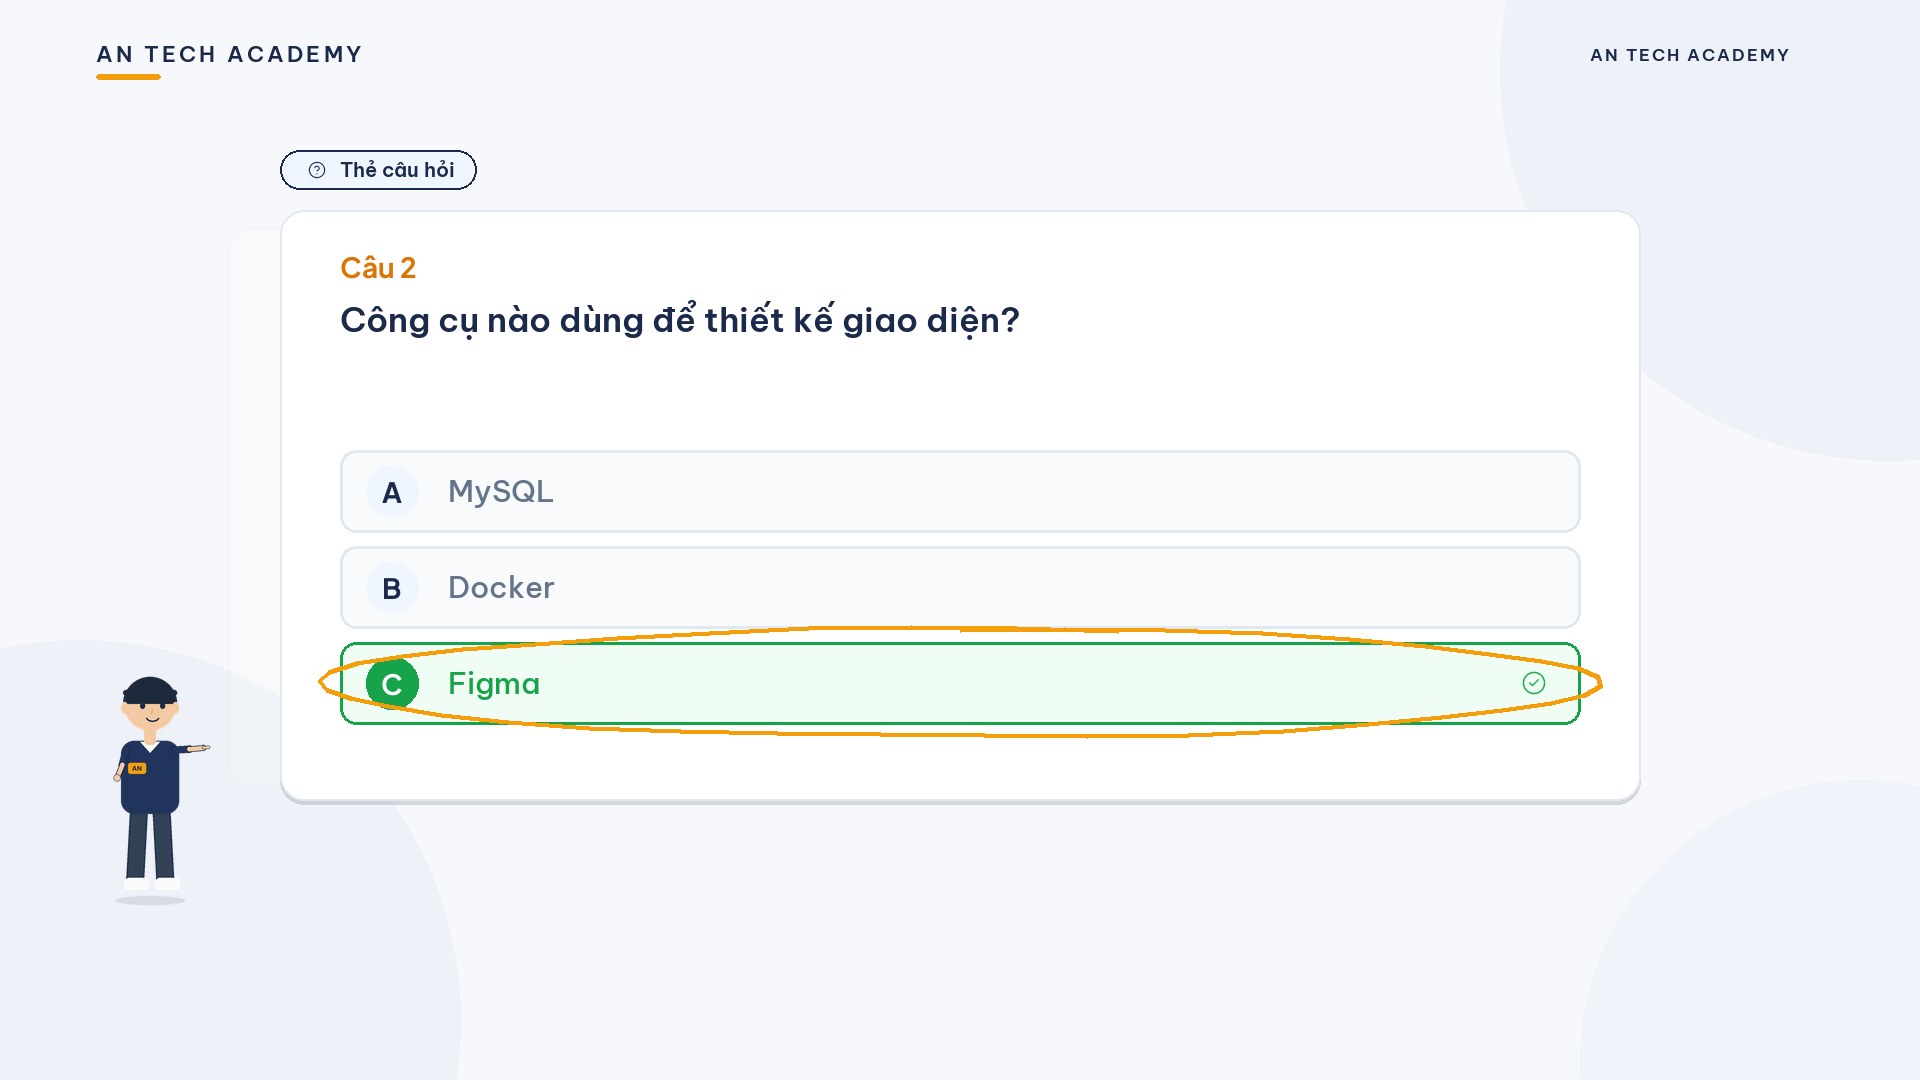 AN TECH ACADEMY
AN TECH ACADEMY
Thẻ câu hỏi
Câu 2
Công cụ nào dùng để thiết kế giao diện?
A MySQL
B Docker
C Figma
AN